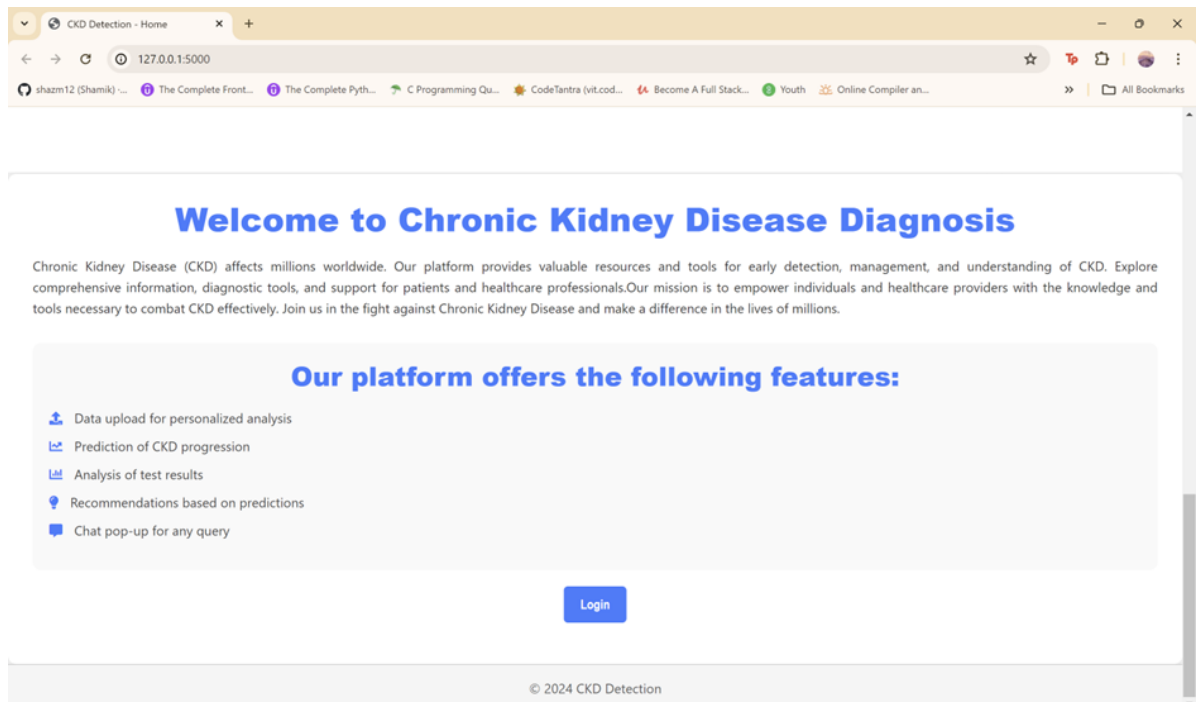 CKD Detection - Home
127.0.0.1:5000
Tp
shazm12 (Shamik) -... The Complete Front... The Complete Pyth... C Programming Qu... CodeTantra (vit.cod... Become A Full Stack... Youth Online Compiler an... All Bookmarks
Welcome to Chronic Kidney Disease Diagnosis
Chronic Kidney Disease (CKD) affects millions worldwide. Our platform provides valuable resources and tools for early detection, management, and understanding of CKD. Explore
comprehensive information, diagnostic tools, and support for patients and healthcare professionals.Our mission is to empower individuals and healthcare providers with the knowledge and
tools necessary to combat CKD effectively. Join us in the fight against Chronic Kidney Disease and make a difference in the lives of millions.
Our platform offers the following features:
Data upload for personalized analysis
Prediction of CKD progression
Analysis of test results
Recommendations based on predictions
Chat pop-up for any query
Login
© 2024 CKD Detection